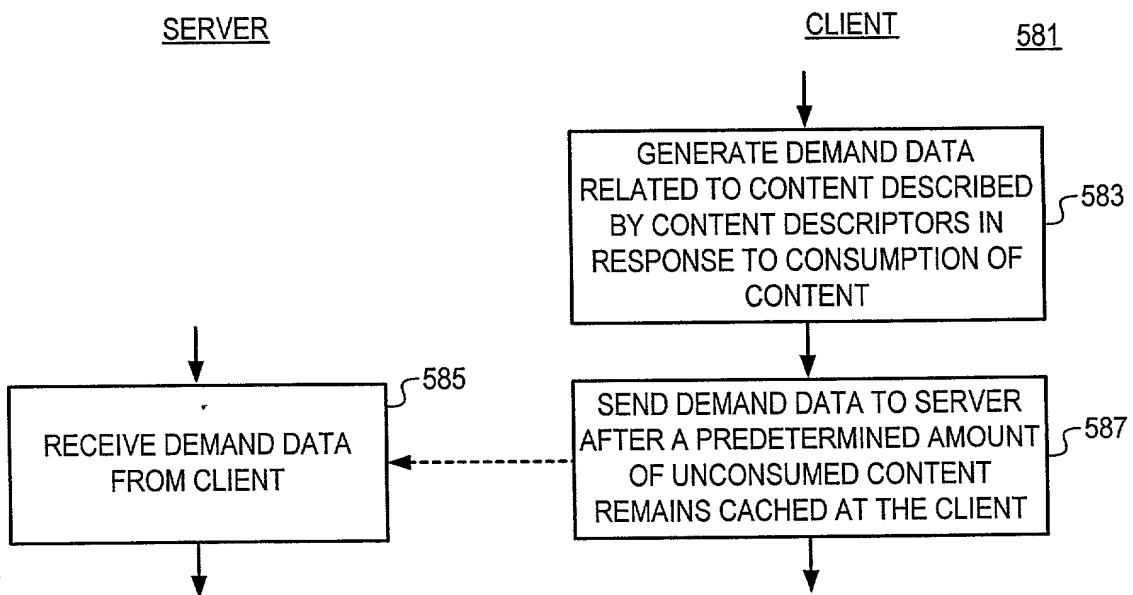 SERVER
CLIENT
581
GENERATE DEMAND DATA
RELATED TO CONTENT DESCRIBED
BY CONTENT DESCRIPTORS IN
RESPONSE TO CONSUMPTION OF
CONTENT
583
585
RECEIVE DEMAND DATA
FROM CLIENT
SEND DEMAND DATA TO SERVER
AFTER A PREDETERMINED AMOUNT
OF UNCONSUMED CONTENT
REMAINS CACHED AT THE CLIENT
587